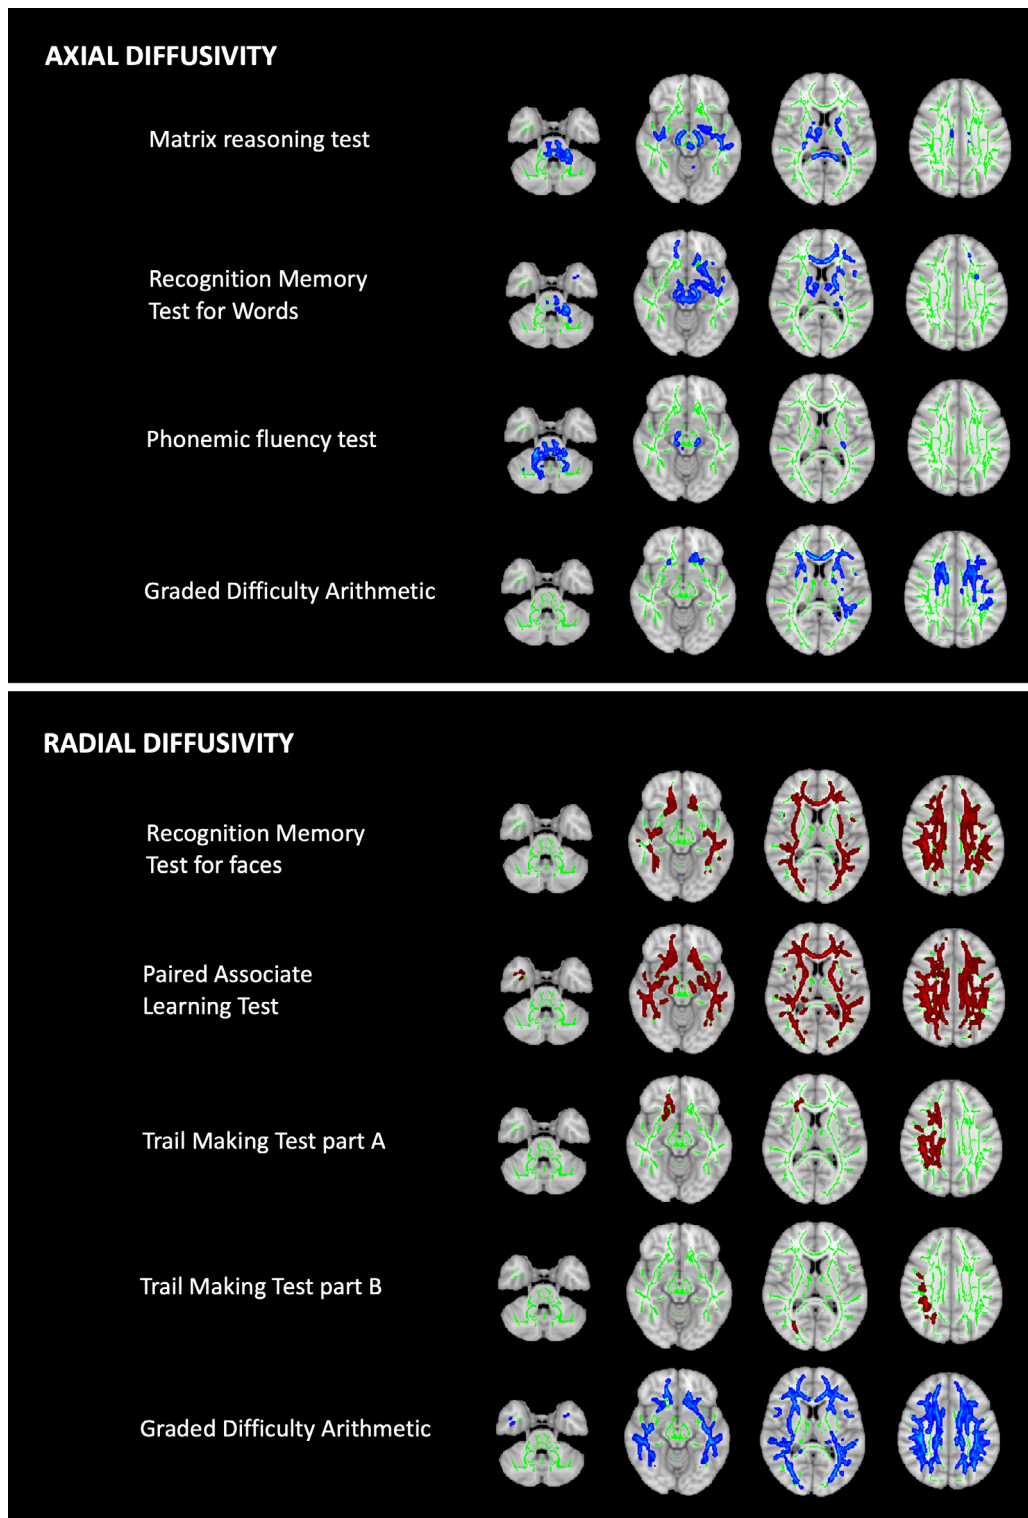 AXIAL DIFFUSIVITY
Matrix reasoning test
Recognition Memory
Test for Words
Phonemic fluency test
Graded Difficulty Arithmetic
RADIAL DIFFUSIVITY
Recognition Memory
Test for faces
Paired Associate
Learning Test
Trail Making Test part A
Trail Making Test part B
Graded Difficulty Arithmetic